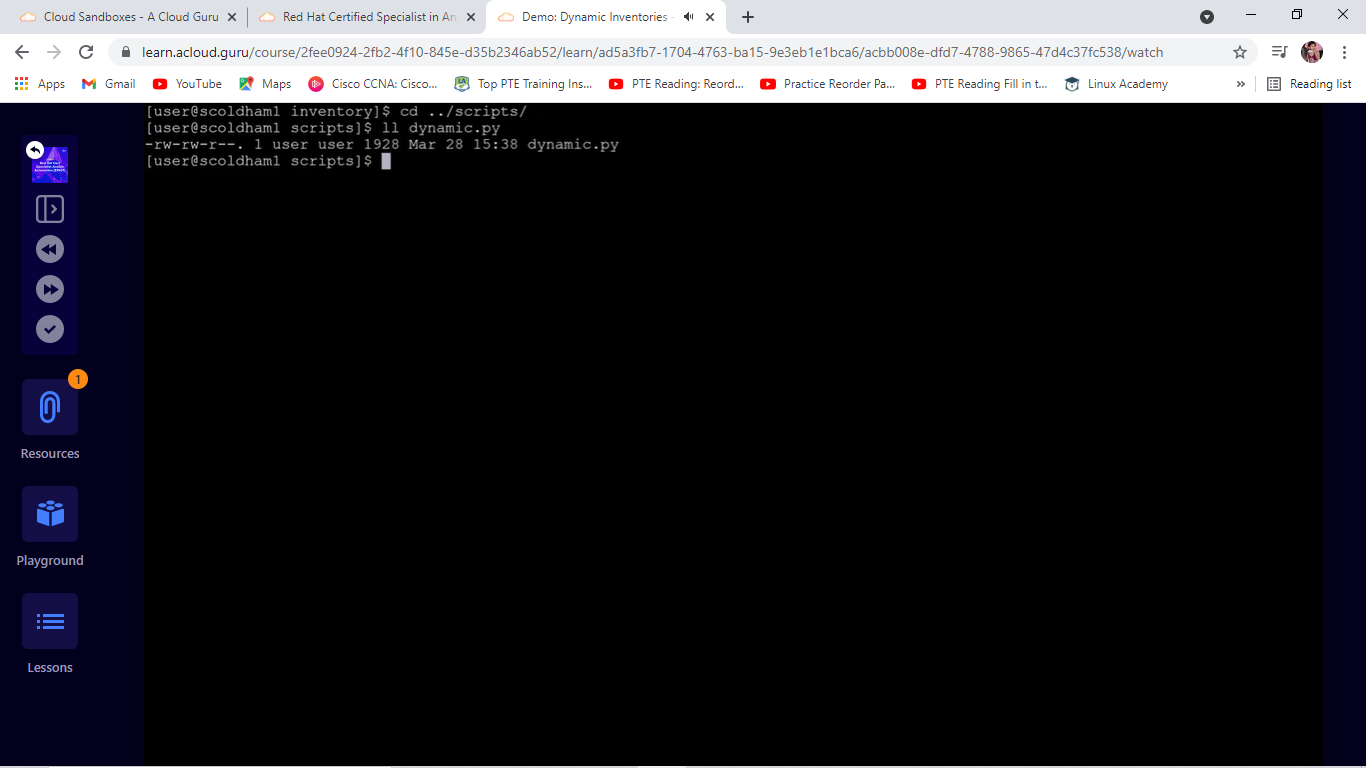 Cloud Sandboxes - A Cloud Guru
Red Hat Certified Specialist in An
Demo: Dynamic Inventories
learn.acloud.guru/course/2fee0924-2fb2-4f10-845e-d35b2346ab52/learn/ad5a3fb7-1704-4763-ba15-9e3eb1e1bca6/acbb008e-dfd7-4788-9865-47d4c37fc538/watch
Apps
Gmail
YouTube
Maps
Cisco CCNA: Cisco...
Top PTE Training Ins...
PTE Reading: Reord...
Practice Reorder Pa...
PTE Reading Fill in t...
Linux Academy
»
Reading list
[user@scoldham1 inventory]$ cd ../scripts/
[user@scoldham1 scripts]$ ll dynamic.py
-rw-rw-r--. 1 user user 1928 Mar 28 15:38 dynamic.py
[user@scoldham1 scripts]$
1
Resources
Playground
Lessons